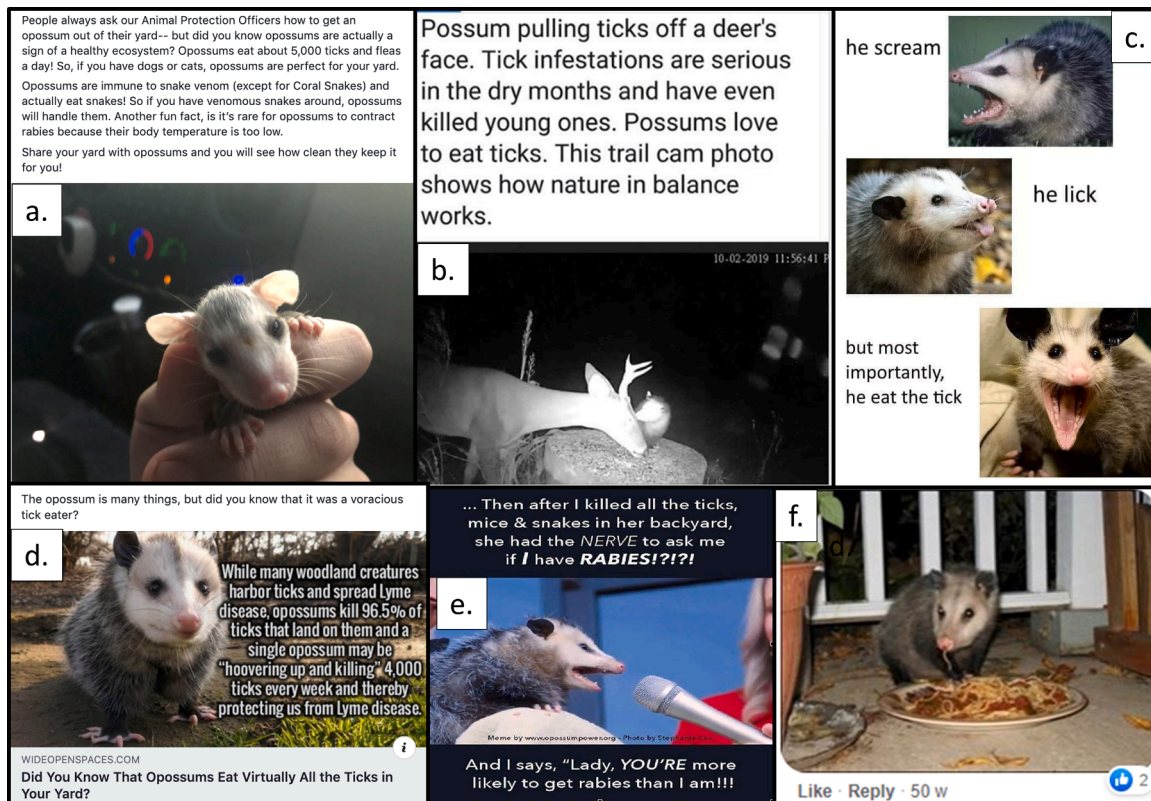 People always ask our Animal Protection Officers how to get an
opossum out of their yard-- but did you know opossums are actually a
sign of a healthy ecosystem? Opossums eat about 5,000 ticks and fleas
a day! So, if you have dogs or cats, opossums are perfect for your yard.
Opossums are immune to snake venom (except for Coral Snakes) and
actually eat snakes! So if you have venomous snakes around, opossums
will handle them. Another fun fact, is it's rare for opossums to contract
rabies because their body temperature is too low.
Share your yard with opossums and you will see how clean they keep it
for you!
a.
Possum pulling ticks off a deer's
face. Tick infestations are serious
in the dry months and have even
killed young ones. Possums love
to eat ticks. This trail cam photo
shows how nature in balance
works.
b.
10-02-2019 11:56:41
c.
he scream
he lick
but most
importantly,
he eat the tick
The opossum is many things, but did you know that it was a voracious
tick eater?
d.
While many woodland creatures
harbor ticks and spread Lyme
disease, opossums kill 96.5% of
ticks that land on them and a
single opossum may be
"hoovering up and killing" 4,000
ticks every week and thereby
protecting us from Lyme disease.
WIDEOPENSPACES.COM
Did You Know That Opossums Eat Virtually All the Ticks in
Your Yard?
... Then after I killed all the ticks,
mice & snakes in her backyard,
she had the NERVE to ask me
if I have RABIES!?!?!
e.
Meme by www.opossumpower.org - Photo by
And I says, "Lady, YOU'RE more
likely to get rabies than I am!!!
f.
d.
Like · Reply · 50 w
2